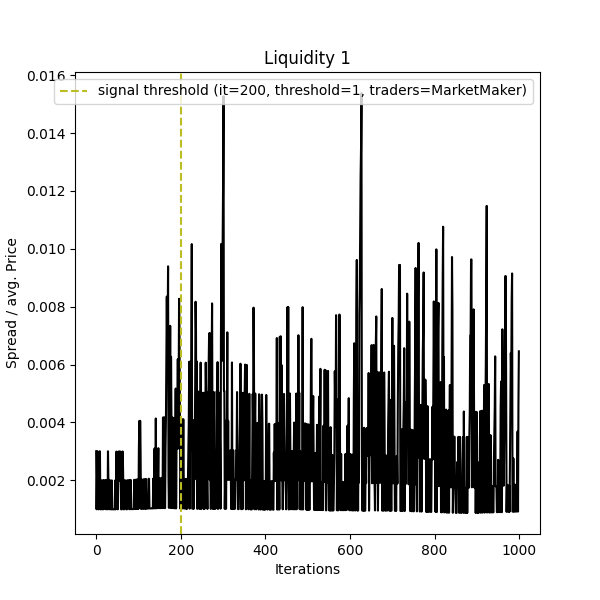 Liquidity 1
signal threshold (it=200, threshold=1, traders=MarketMaker)
0.016
0.014
0.012
0.010
0.008
0.006
0.004
0.002
Spread / avg. Price
0 200 400 600 800 1000
Iterations